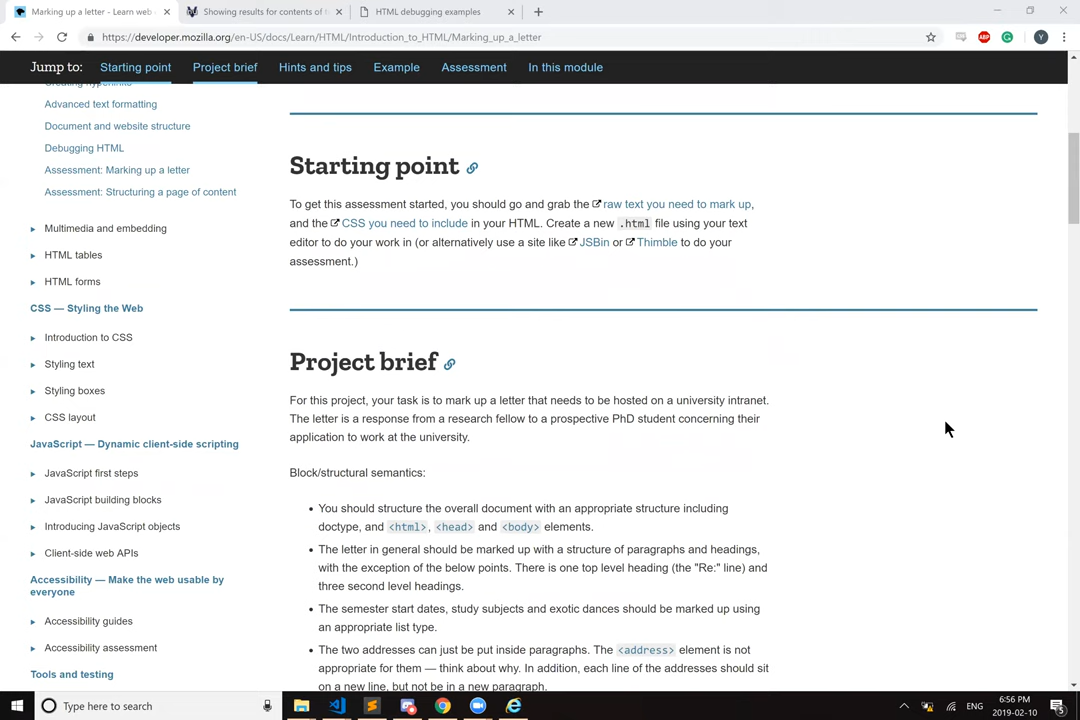 Marking up a letter - Learn web
Showing results for contents of
HTML debugging examples
https://developer.mozilla.org/en-US/docs/Learn/HTML/Introduction_to_HTML/Marking_up_a_letter
ABP
G
Y
Jump to: Starting point Project brief Hints and tips Example Assessment In this module
Creating hyperlinks
Advanced text formatting
Document and website structure
Debugging HTML
Assessment: Marking up a letter
Assessment: Structuring a page of content
Multimedia and embedding
HTML tables
HTML forms
CSS — Styling the Web
Introduction to CSS
Styling text
Styling boxes
CSS layout
JavaScript — Dynamic client-side scripting
JavaScript first steps
JavaScript building blocks
Introducing JavaScript objects
Client-side web APIs
Accessibility — Make the web usable by
everyone
Accessibility guides
Accessibility assessment
Tools and testing
Starting point
To get this assessment started, you should go and grab the raw text you need to mark up,
and the CSS you need to include in your HTML. Create a new .html file using your text
editor to do your work in (or alternatively use a site like JSBin or Thimble to do your
assessment.)
Project brief
For this project, your task is to mark up a letter that needs to be hosted on a university intranet.
The letter is a response from a research fellow to a prospective PhD student concerning their
application to work at the university.
Block/structural semantics:
• You should structure the overall document with an appropriate structure including
doctype, and <html>, <head> and <body> elements.
• The letter in general should be marked up with a structure of paragraphs and headings,
with the exception of the below points. There is one top level heading (the "Re:" line) and
three second level headings.
• The semester start dates, study subjects and exotic dances should be marked up using
an appropriate list type.
• The two addresses can just be put inside paragraphs. The <address> element is not
appropriate for them — think about why. In addition, each line of the addresses should sit
on a new line, but not be in a new paragraph.
Type here to search
ENG
6:56 PM
2019-02-10
5